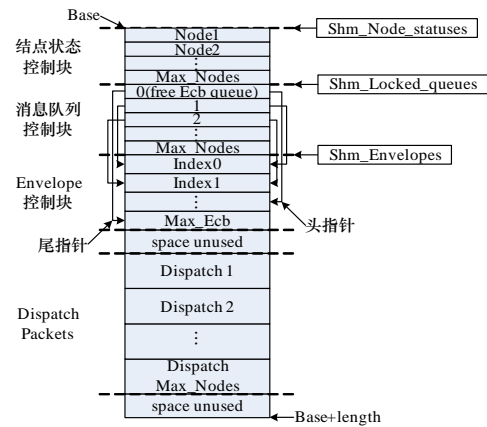 Base
Node1
Shm_Node_statuses
结点状态
控制块
Node2
⋮
Max_Nodes
Shm_Locked_queues
0(free Ecb queue)
消息队列
控制块
1
2
⋮
Max_Nodes
Shm_Envelopes
Index0
Envelope
控制块
Index1
⋮
头指针
Max_Ecb
尾指针
space unused
Dispatch 1
Dispatch
Packets
Dispatch 2
⋮
Dispatch
Max_Nodes
space unused
Base+length